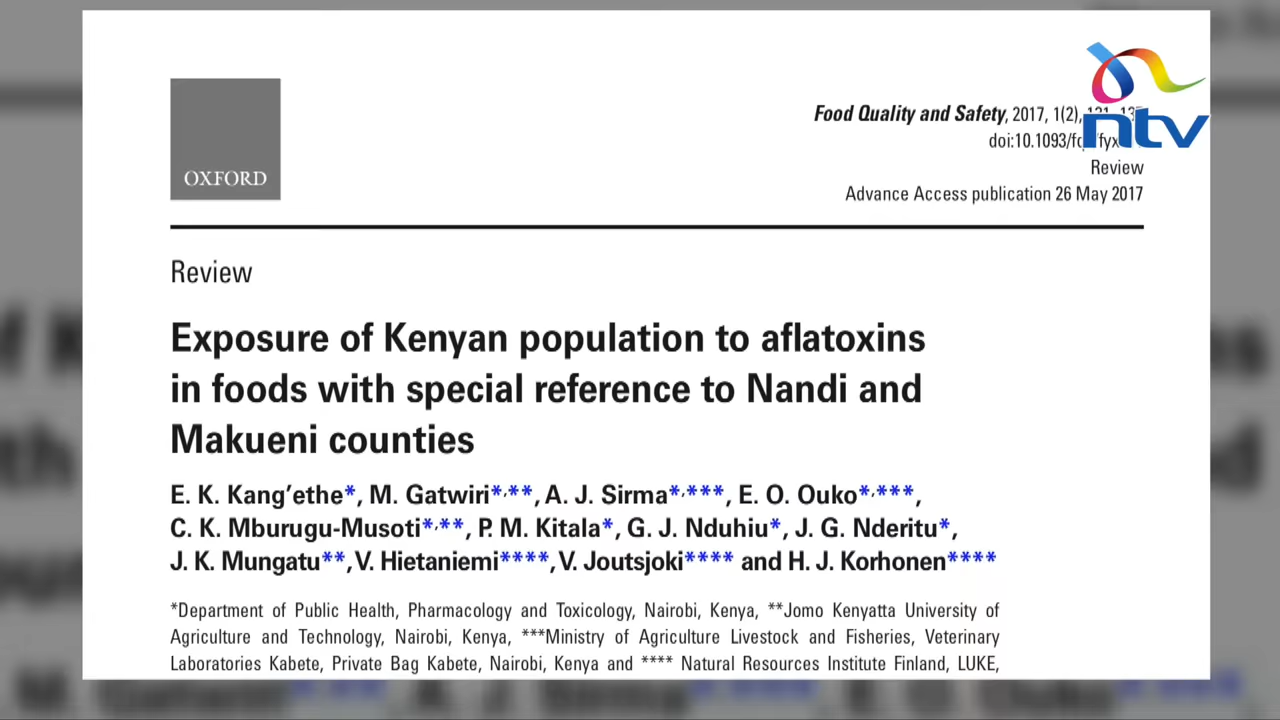 OXFORD
ntv
Food Quality and Safety, 2017, 1(2),
Review
Advance Access publication 26 May 2017
Review
Exposure of Kenyan population to aflatoxins
in foods with special reference to Nandi and
Makueni counties
E. K. Kang'ethe*, M. Gatwiri*,**, A. J. Sirma*,***, E. O. Ouko*,***,
C. K. Mburugu-Musoti*,**, P. M. Kitala*, G. J. Nduhiu*, J. G. Nderitu*,
J. K. Mungatu**, V. Hietaniemi****, V. Joutsjoki**** and H. J. Korhonen****
*Department of Public Health, Pharmacology and Toxicology, Nairobi, Kenya, **Jomo Kenyatta University of
Agriculture and Technology, Nairobi, Kenya, ***Ministry of Agriculture Livestock and Fisheries, Veterinary
Laboratories Kabete, Private Bag Kabete, Nairobi, Kenya and **** Natural Resources Institute Finland, LUKE,